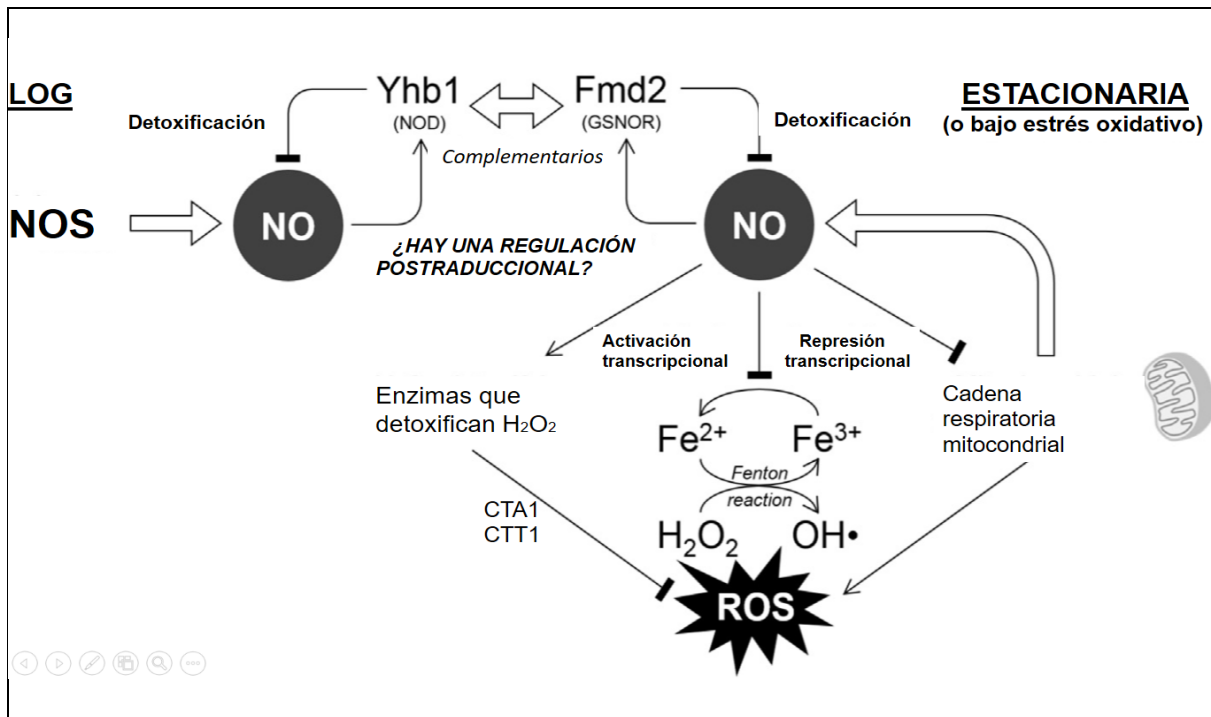 LOG
Yhb1
(NOD)
Fmd2
(GSNOR)
ESTACIONARIA
(o bajo estrés oxidativo)
Detoxificación
Complementarios
Detoxificación
NOS
NO
NO
¿HAY UNA REGULACIÓN
POSTRADUCCIONAL?
Activación
transcripcional
Represión
transcripcional
Enzimas que
detoxifican H₂O₂
Cadena
respiratoria
mitocondrial
Fe²⁺
Fe³⁺
Fenton
reaction
CTA1
CTT1
H₂O₂
OH•
ROS